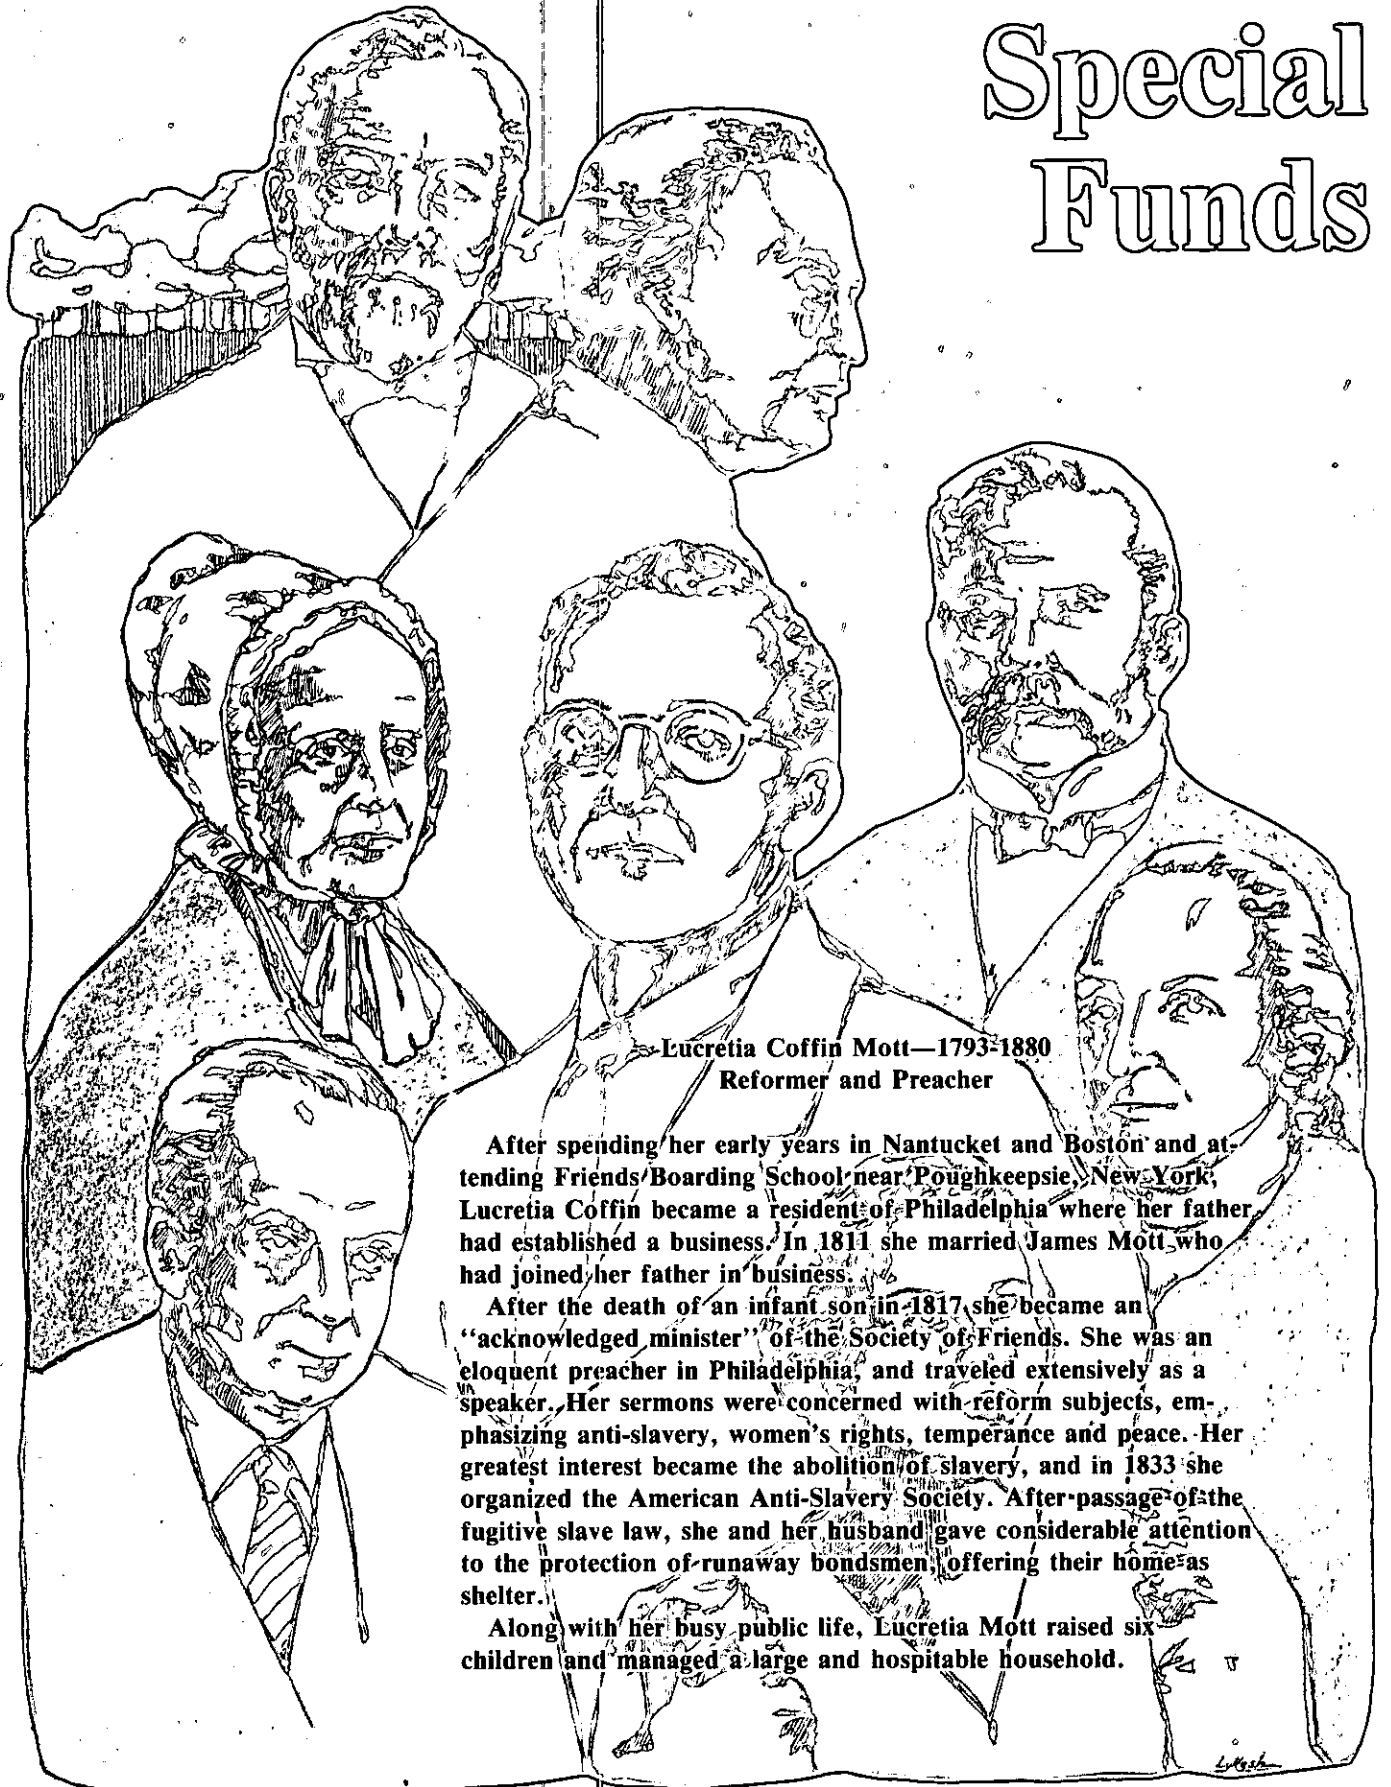 Special
Funds
Lucretia Coffin Mott—1793-1880
Reformer and Preacher
After spending her early years in Nantucket and Boston and at-
tending Friends Boarding School near Poughkeepsie, New York,
Lucretia Coffin became a resident of Philadelphia where her father
had established a business. In 1811 she married James Mott who
had joined her father in business.
After the death of an infant son in 1817 she became an
“acknowledged minister” of the Society of Friends. She was an
eloquent preacher in Philadelphia, and traveled extensively as a
speaker. Her sermons were concerned with reform subjects, em-
phasizing anti-slavery, women's rights, temperance and peace. Her
greatest interest became the abolition of slavery, and in 1833 she
organized the American Anti-Slavery Society. After passage of the
fugitive slave law, she and her husband gave considerable attention
to the protection of runaway bondsmen, offering their home as
shelter.
Along with her busy public life, Lucretia Mott raised six
children and managed a large and hospitable household.